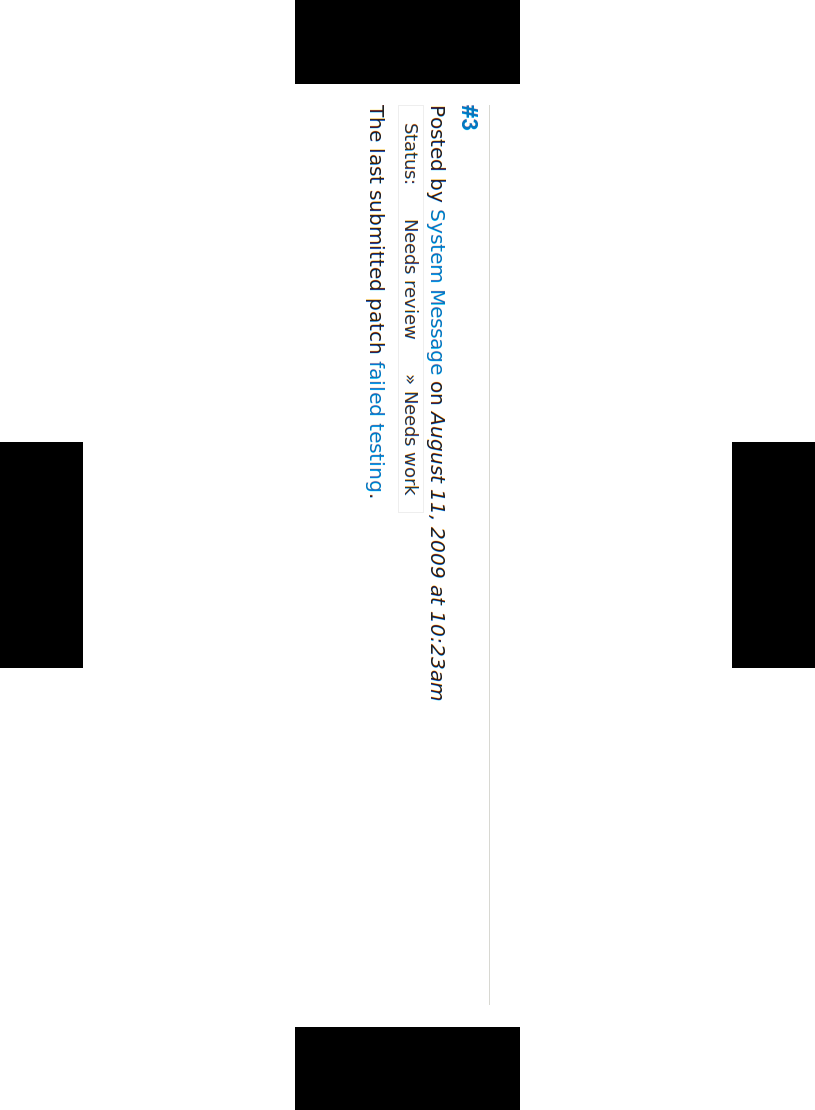 #3
Posted by System Message on August 11, 2009 at 10:23am
Status: Needs review » Needs work
The last submitted patch failed testing.